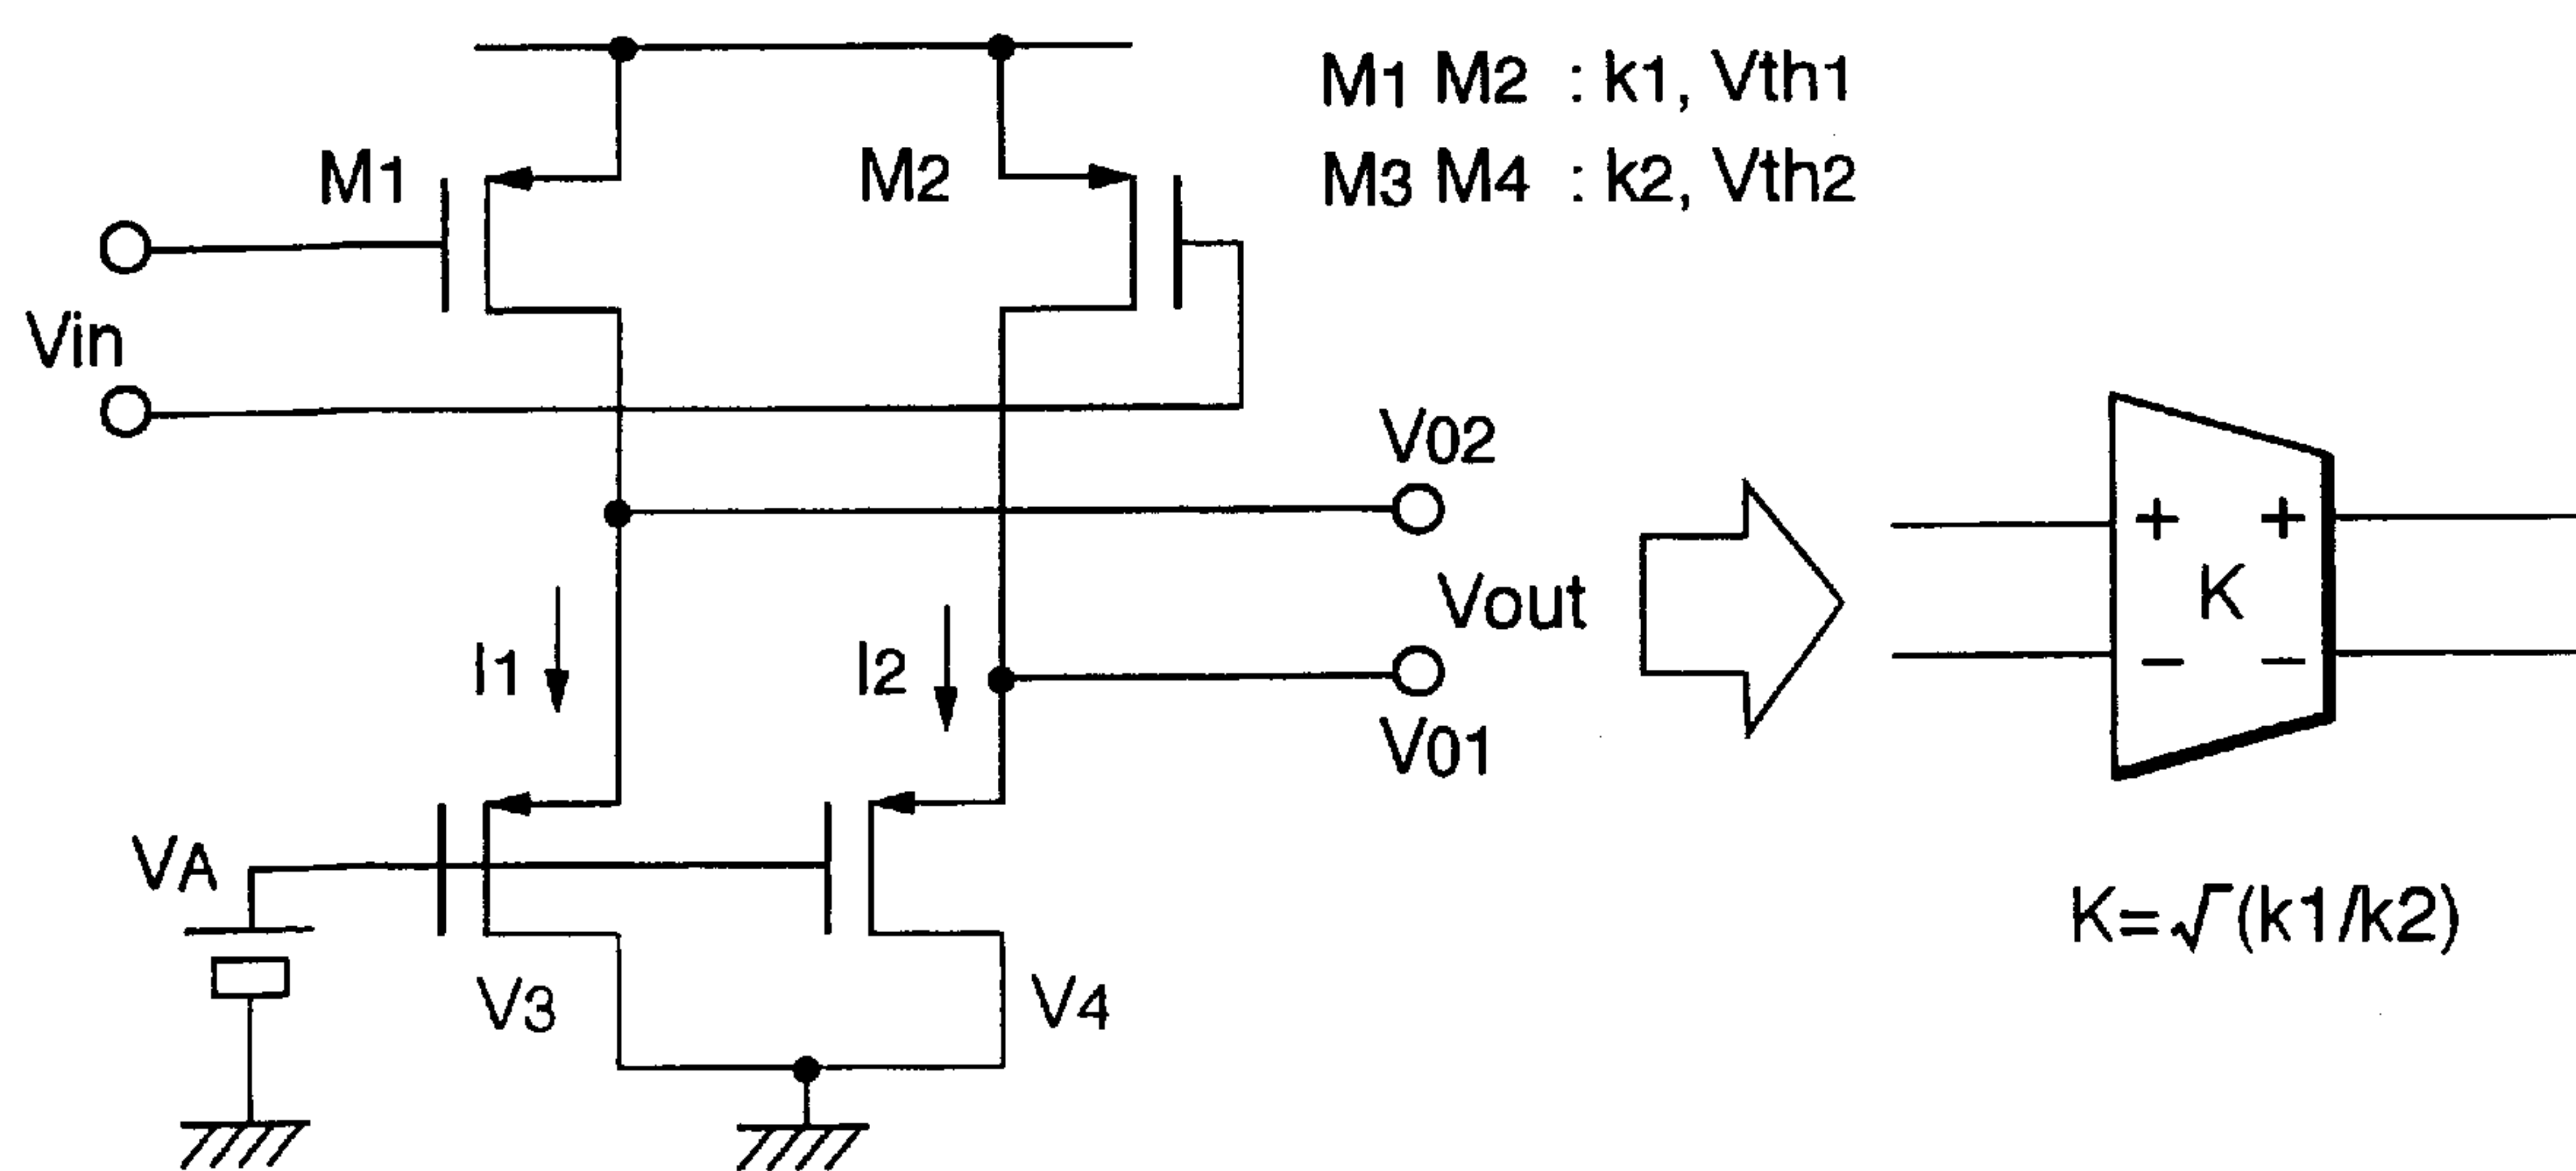 M1 M2 : k1, Vth1
M3 M4 : k2, Vth2
M1
M2
Vin
V02
Vout
V01
I1
I2
+ +
K
− −
VA
V3
V4
K=√(k1/k2)